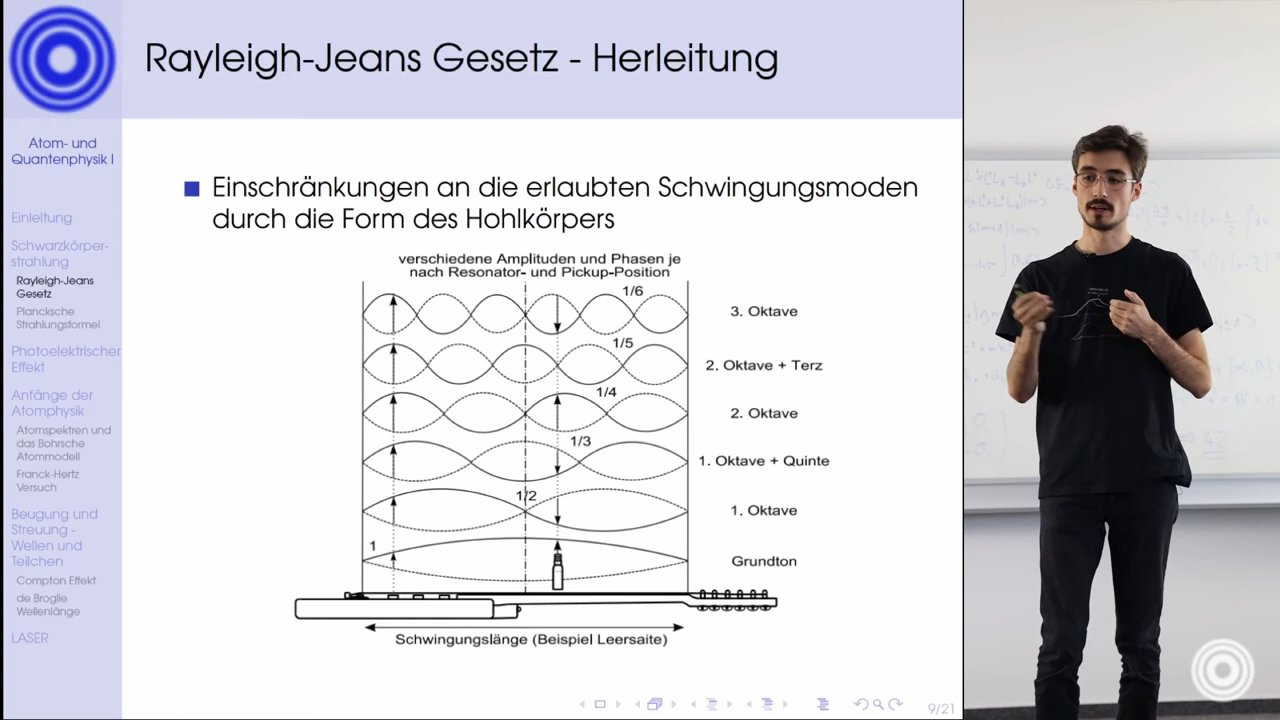 Rayleigh-Jeans Gesetz - Herleitung
Atom- und
Quantenphysik I
Einleitung
Schwarzkörper-
strahlung
Rayleigh-Jeans
Gesetz
Plancksche
Strahlungsformel
Photoelektrischer
Effekt
Anfänge der
Atomphysik
Atomspektren und
das Bohrsche
Atommodell
Franck-Hertz
Versuch
Beugung und
Streuung -
Wellen und
Teilchen
Compton Effekt
de Broglie
Wellenlänge
LASER
Einschränkungen an die erlaubten Schwingungsmoden
durch die Form des Hohlkörpers
verschiedene Amplituden und Phasen je
nach Resonator- und Pickup-Position
1/6
3. Oktave
1/5
2. Oktave + Terz
1/4
2. Oktave
1/3
1. Oktave + Quinte
1/2
1. Oktave
1
Grundton
Schwingungslänge (Beispiel Leersaite)
9/21